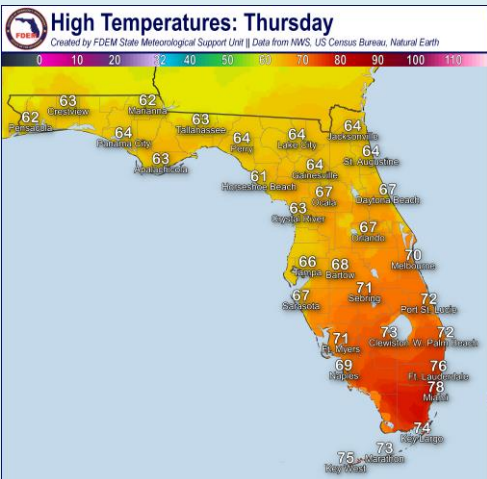 High Temperatures: Thursday
FDEM
Created by FDEM State Meteorological Support Unit || Data from NWS, US Census Bureau, Natural Earth
0 10 20 32 40 50 60 70 80 90 100 110
63
Crestview
62
Marianna
62
Pensacola
63
Tallahassee
64
Panama City
64
Perry
64
Lake City
64
Jacksonville
63
Apalachicola
64
St. Augustine
64
Gainesville
61
Horseshoe Beach
67
Ocala
67
Daytona Beach
63
Crystal River
67
Orlando
66
Tampa
68
Bartow
70
Melbourne
67
Sarasota
71
Sebring
72
Port St. Lucie
71
Ft. Myers
73
Clewiston
72
W. Palm Beach
69
Naples
76
Ft. Lauderdale
78
Miami
74
Key Largo
73
Marathon
75
Key West